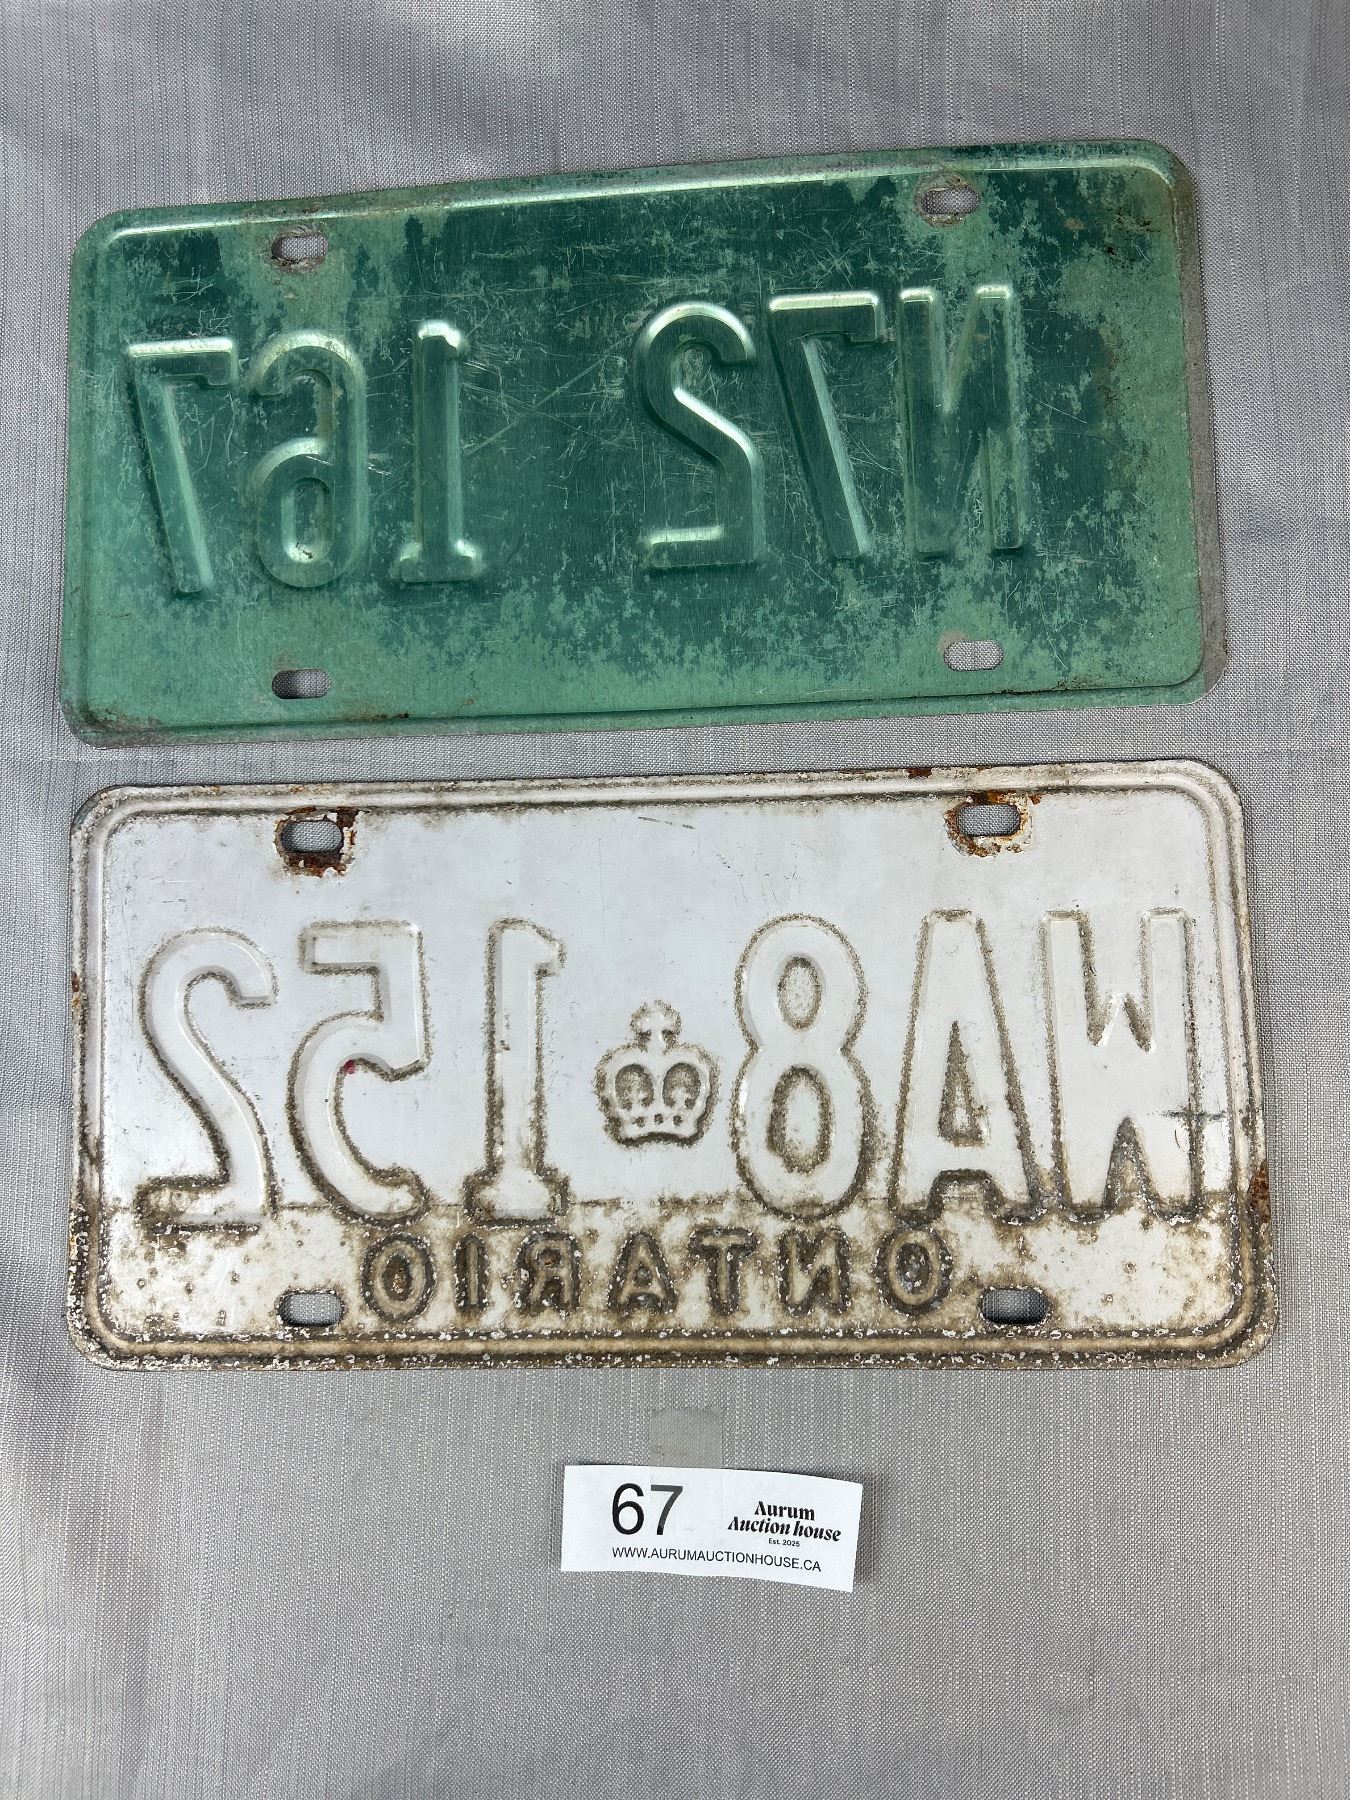 N72 167
WA8 152
ONTARIO
67
Aurum
Auction house
Est. 2025
WWW.AURUMAUCTIONHOUSE.CA